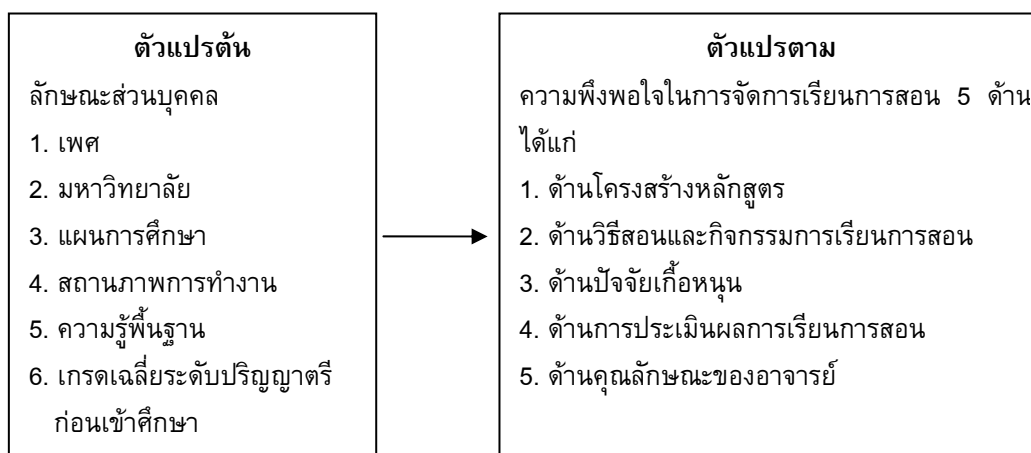 ตัวแปรต้น
ลักษณะส่วนบุคคล
1. เพศ
2. มหาวิทยาลัย
3. แผนการศึกษา
4. สถานภาพการทำงาน
5. ความรู้พื้นฐาน
6. เกรดเฉลี่ยระดับปริญญาตรี
ก่อนเข้าศึกษา
ตัวแปรตาม
ความพึงพอใจในการจัดการเรียนการสอน 5 ด้าน
ได้แก่
1. ด้านโครงสร้างหลักสูตร
2. ด้านวิธีสอนและกิจกรรมการเรียนการสอน
3. ด้านปัจจัยเกื้อหนุน
4. ด้านการประเมินผลการเรียนการสอน
5. ด้านคุณลักษณะของอาจารย์